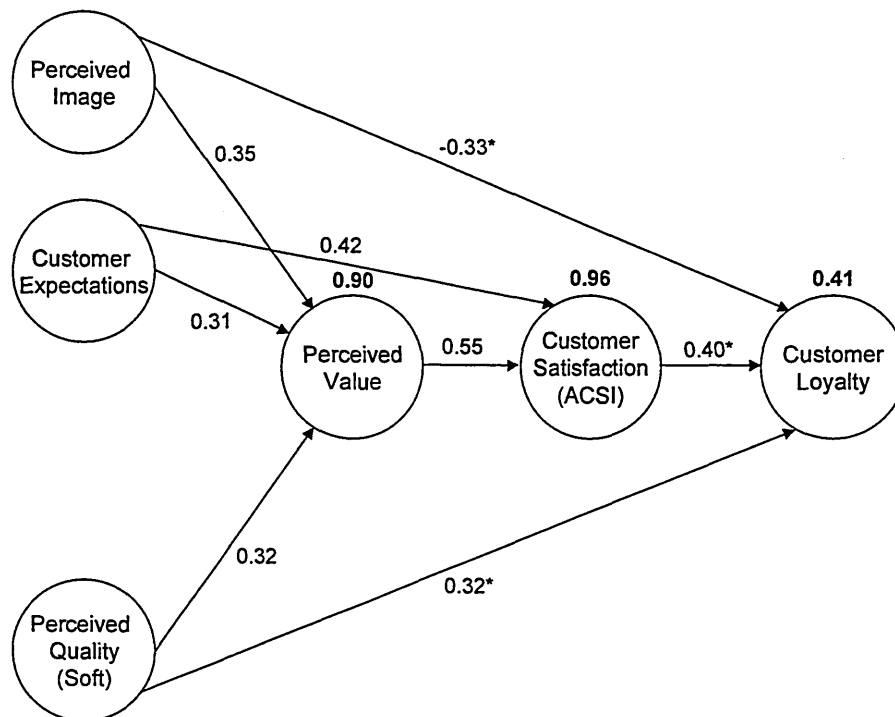 Perceived
Image
-0.33*
0.35
Customer
Expectations
0.42
0.90
0.96
0.41
0.31
Perceived
Value
0.55
Customer
Satisfaction
(ACSI)
0.40*
Customer
Loyalty
0.32
0.32*
Perceived
Quality
(Soft)